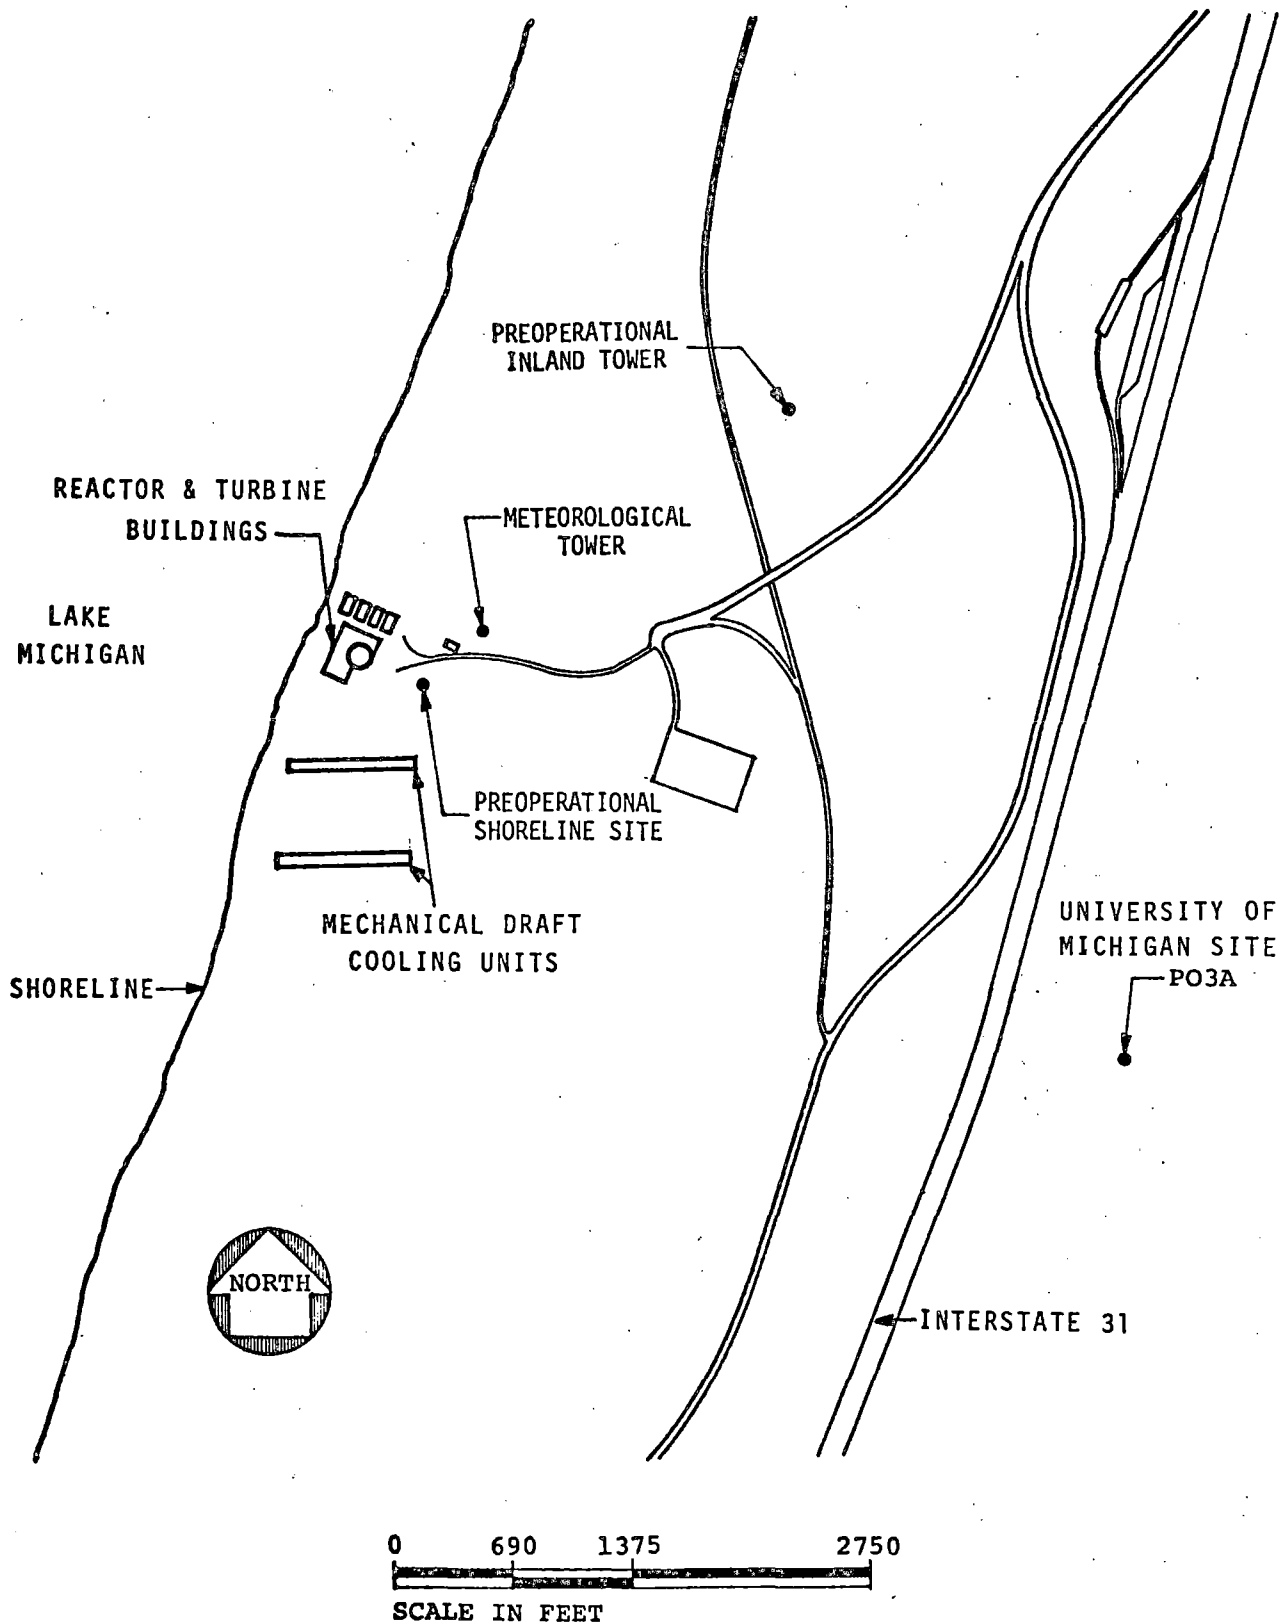 PREOPERATIONAL
INLAND TOWER
REACTOR & TURBINE
BUILDINGS
METEOROLOGICAL
TOWER
LAKE
MICHIGAN
PREOPERATIONAL
SHORELINE SITE
MECHANICAL DRAFT
COOLING UNITS
UNIVERSITY OF
MICHIGAN SITE
PO3A
SHORELINE
NORTH
INTERSTATE 31
0 690 1375 2750
SCALE IN FEET